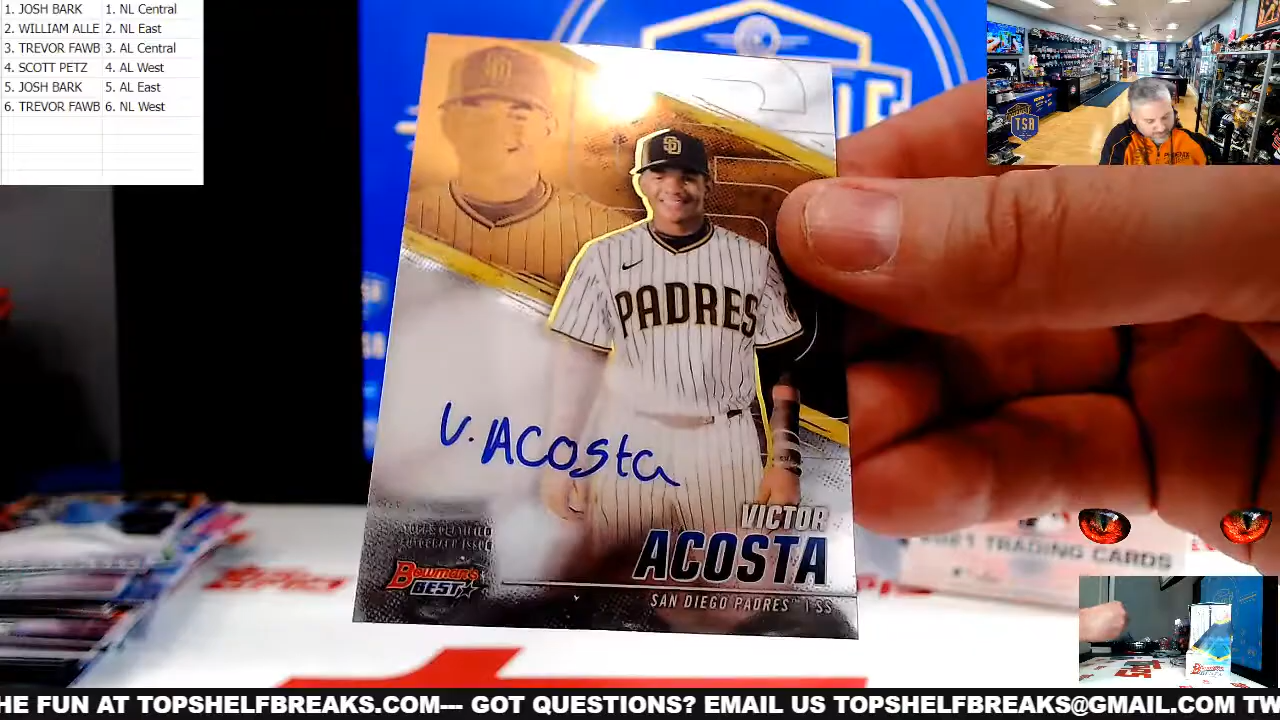 1. JOSH BARK 1. NL Central
2. WILLIAM ALLE 2. NL East
3. TREVOR FAWB 3. AL Central
4. SCOTT PETZ 4. AL West
5. JOSH BARK 5. AL East
6. TREVOR FAWB 6. NL West
TSB
SD
PADRES
V. Acosta
VICTOR
ACOSTA
SAN DIEGO PADRES™ | SS
TOPPS CERTIFIED
AUTOGRAPH ISSUE
Bowman's
BEST
TRADING CARDS
HE FUN AT TOPSHELFBREAKS.COM--- GOT QUESTIONS? EMAIL US TOPSHELFBREAKS@GMAIL.COM TW